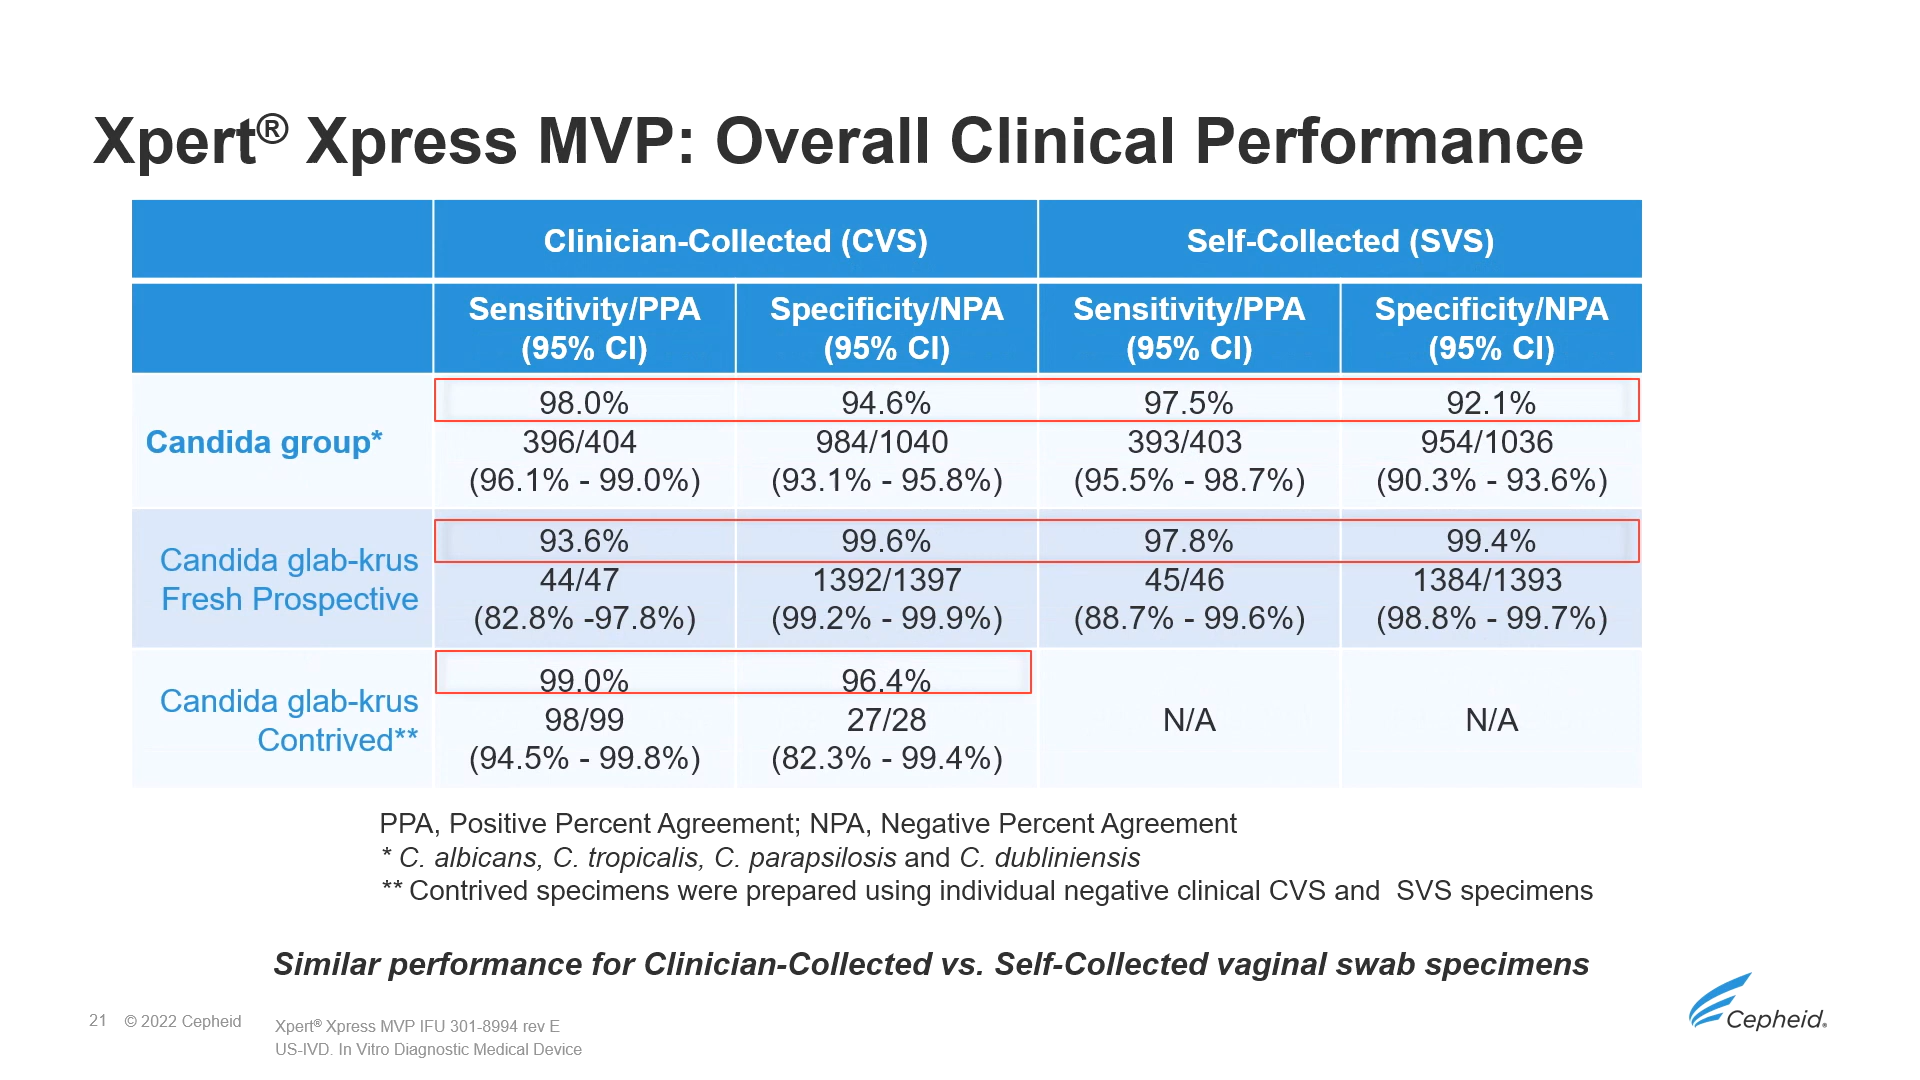 Xpert® Xpress MVP: Overall Clinical Performance
Clinician-Collected (CVS) Self-Collected (SVS)
Sensitivity/PPA Specificity/NPA Sensitivity/PPA Specificity/NPA
(95% CI) (95% CI) (95% CI) (95% CI)
98.0% 94.6% 97.5% 92.1%
Candida group* 396/404 984/1040 393/403 954/1036
(96.1% - 99.0%) (93.1% - 95.8%) (95.5% - 98.7%) (90.3% - 93.6%)
93.6% 99.6% 97.8% 99.4%
Candida glab-krus
Fresh Prospective
44/47 1392/1397 45/46 1384/1393
(82.8% -97.8%) (99.2% - 99.9%) (88.7% - 99.6%) (98.8% - 99.7%)
99.0% 96.4%
Candida glab-krus
Contrived**
98/99 27/28 N/A N/A
(94.5% - 99.8%) (82.3% - 99.4%)
PPA, Positive Percent Agreement; NPA, Negative Percent Agreement
* C. albicans, C. tropicalis, C. parapsilosis and C. dubliniensis
** Contrived specimens were prepared using individual negative clinical CVS and SVS specimens
Similar performance for Clinician-Collected vs. Self-Collected vaginal swab specimens
21 © 2022 Cepheid
Xpert® Xpress MVP IFU 301-8994 rev E
US-IVD. In Vitro Diagnostic Medical Device
Cepheid.